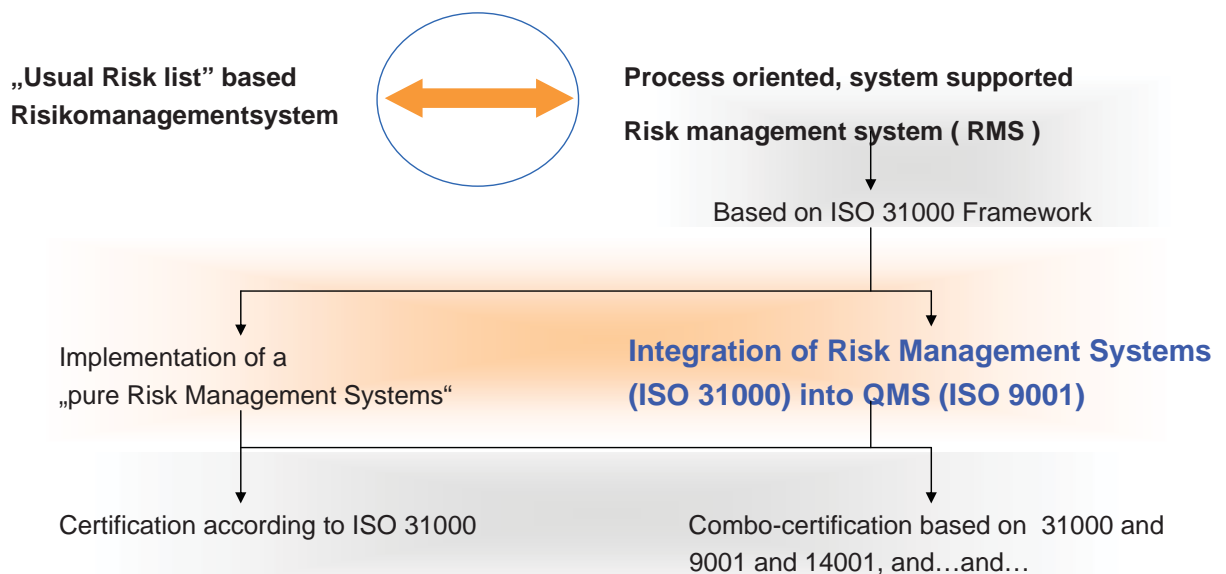 „Usual Risk list” based
Risikomanagementsystem
Process oriented, system supported
Risk management system ( RMS )
Based on ISO 31000 Framework
Implementation of a
„pure Risk Management Systems“
Integration of Risk Management Systems
(ISO 31000) into QMS (ISO 9001)
Certification according to ISO 31000
Combo-certification based on 31000 and
9001 and 14001, and…and…